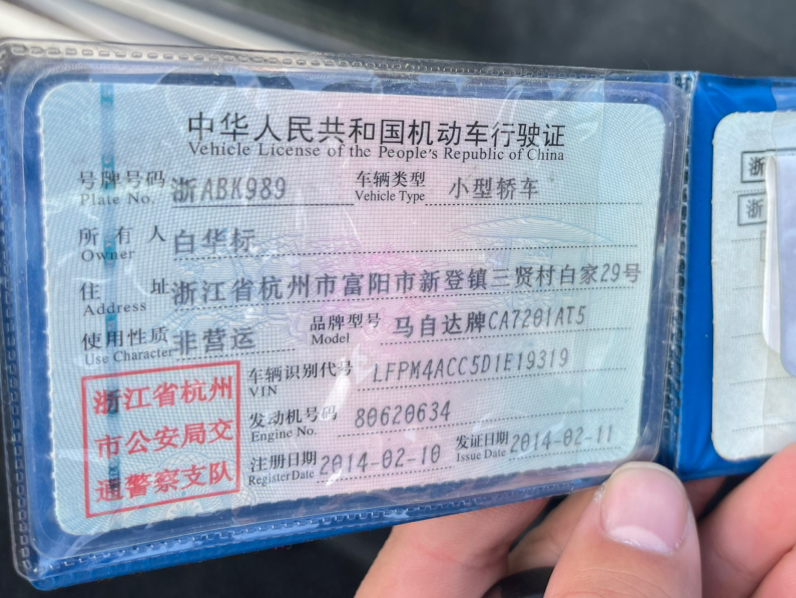 中华人民共和国机动车行驶证
Vehicle License of the People's Republic of China
号牌号码 浙ABK989 车辆类型 小型轿车
Plate No. Vehicle Type
所有人 白华标
Owner
住址 浙江省杭州市富阳市新登镇三贤村白家29号
Address
使用性质 非营运 品牌型号 马自达牌CA7201AT5
Use Character Model
车辆识别代号 LFPM4ACC5D1E19319
VIN
发动机号码 80620634
Engine No.
注册日期 2014-02-10 发证日期 2014-02-11
Register Date Issue Date
浙江省杭州
市公安局交
通警察支队
浙
浙